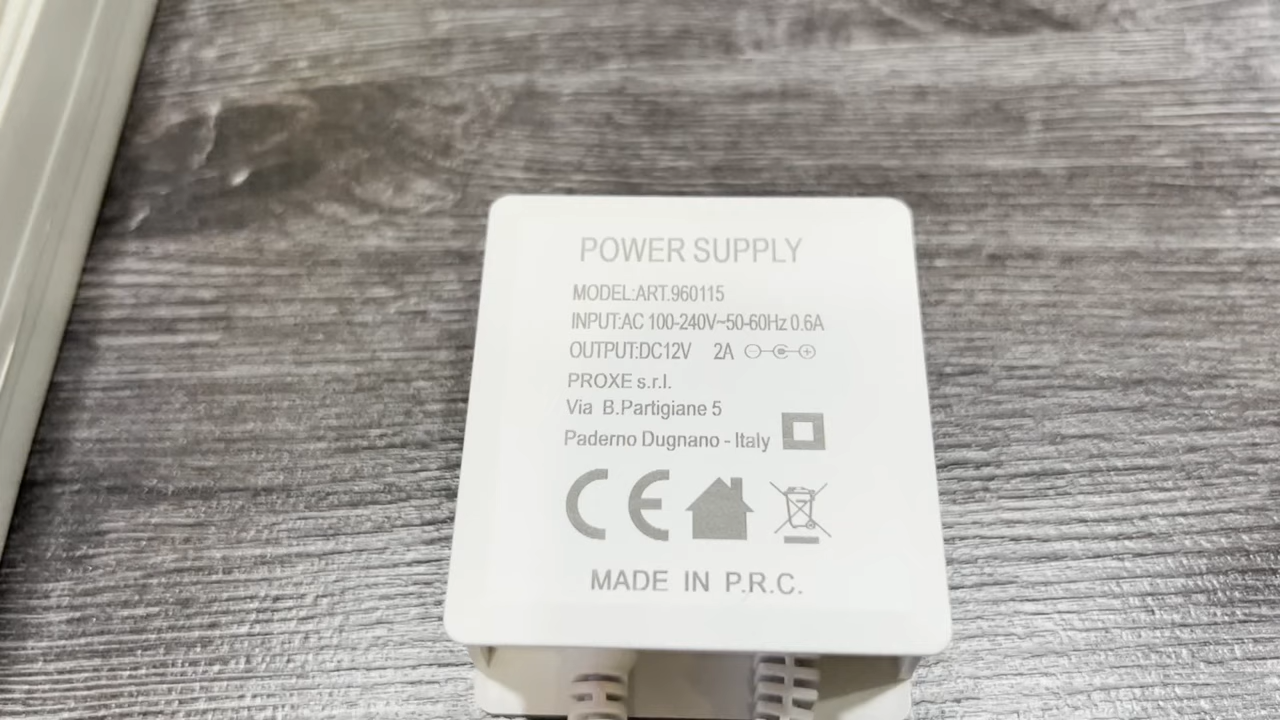 POWER SUPPLY
MODEL:ART.960115
INPUT:AC 100-240V~50-60Hz 0.6A
OUTPUT:DC12V 2A
PROXE s.r.l.
Via B.Partigiane 5
Paderno Dugnano - Italy
CE
MADE IN P.R.C.